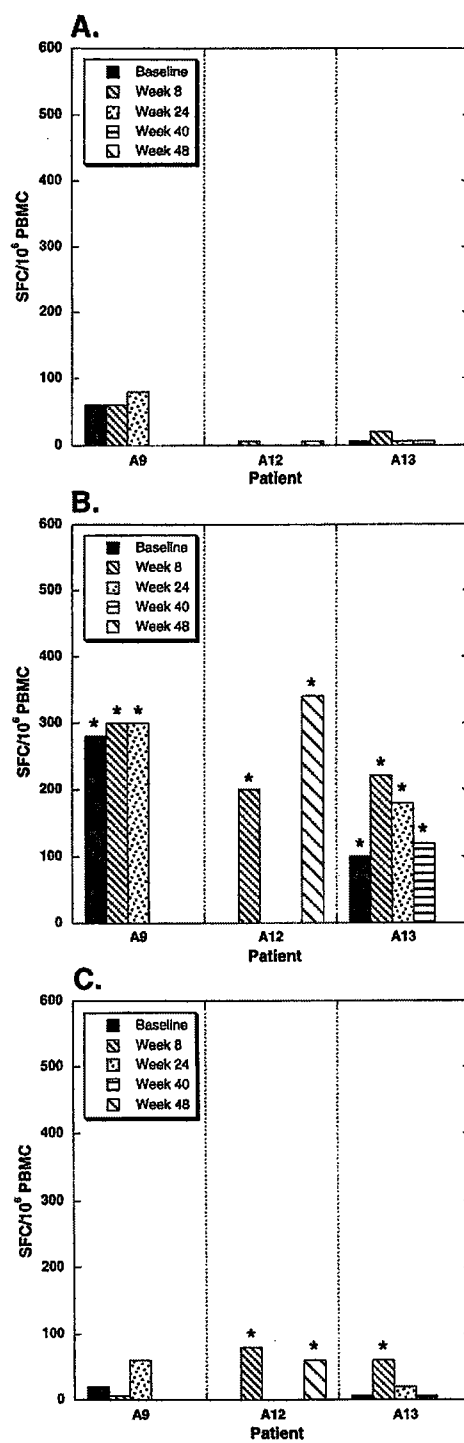 A.
600
500
400
300
200
100
0
SFC/10⁶ PBMC
Baseline
Week 8
Week 24
Week 40
Week 48
A9 A12 A13
Patient
B.
600
500
400
300
200
100
0
SFC/10⁶ PBMC
Baseline
Week 8
Week 24
Week 40
Week 48
* * *
* *
* * * *
A9 A12 A13
Patient
C.
600
500
400
300
200
100
0
SFC/10⁶ PBMC
Baseline
Week 8
Week 24
Week 40
Week 48
* * *
A9 A12 A13
Patient